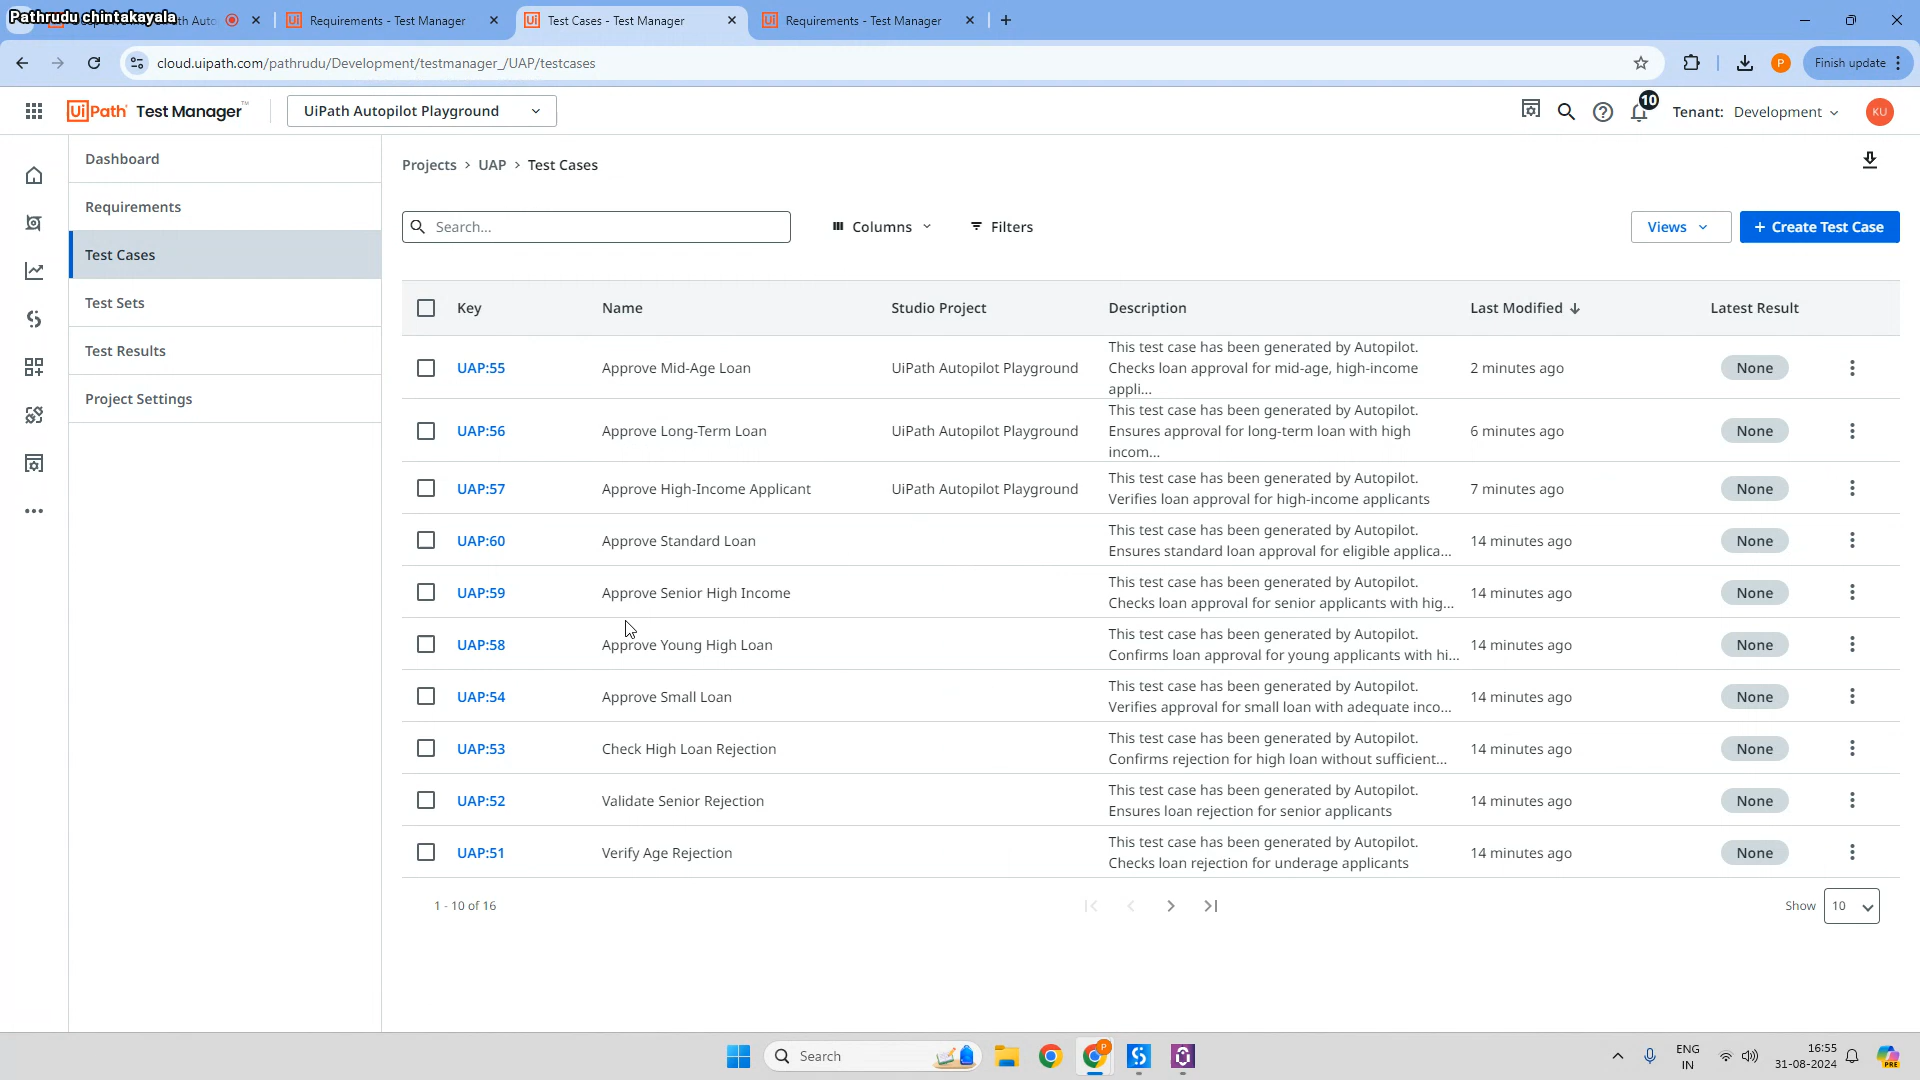 Pathrudu chintakayala
Requirements - Test Manager
Test Cases - Test Manager
Requirements - Test Manager
cloud.uipath.com/pathrudu/Development/testmanager_/UAP/testcases
P
Finish update
UiPath Test Manager™
UiPath Autopilot Playground
10
Tenant: Development
KU
Dashboard
Requirements
Test Cases
Test Sets
Test Results
Project Settings
Projects > UAP > Test Cases
Search...
Columns
Filters
Views
+ Create Test Case
Key Name Studio Project Description Last Modified Latest Result
This test case has been generated by Autopilot.
UAP:55 Approve Mid-Age Loan UiPath Autopilot Playground Checks loan approval for mid-age, high-income 2 minutes ago None
appli...
This test case has been generated by Autopilot.
UAP:56 Approve Long-Term Loan UiPath Autopilot Playground Ensures approval for long-term loan with high 6 minutes ago None
incom...
This test case has been generated by Autopilot.
UAP:57 Approve High-Income Applicant UiPath Autopilot Playground Verifies loan approval for high-income applicants 7 minutes ago None
This test case has been generated by Autopilot.
UAP:60 Approve Standard Loan Ensures standard loan approval for eligible applica... 14 minutes ago None
This test case has been generated by Autopilot.
UAP:59 Approve Senior High Income Checks loan approval for senior applicants with hig... 14 minutes ago None
This test case has been generated by Autopilot.
UAP:58 Approve Young High Loan Confirms loan approval for young applicants with hi... 14 minutes ago None
This test case has been generated by Autopilot.
UAP:54 Approve Small Loan Verifies approval for small loan with adequate inco... 14 minutes ago None
This test case has been generated by Autopilot.
UAP:53 Check High Loan Rejection Confirms rejection for high loan without sufficient... 14 minutes ago None
This test case has been generated by Autopilot.
UAP:52 Validate Senior Rejection Ensures loan rejection for senior applicants 14 minutes ago None
This test case has been generated by Autopilot.
UAP:51 Verify Age Rejection Checks loan rejection for underage applicants 14 minutes ago None
1 - 10 of 16
Show 10
Search
ENG
IN
16:55
31-08-2024